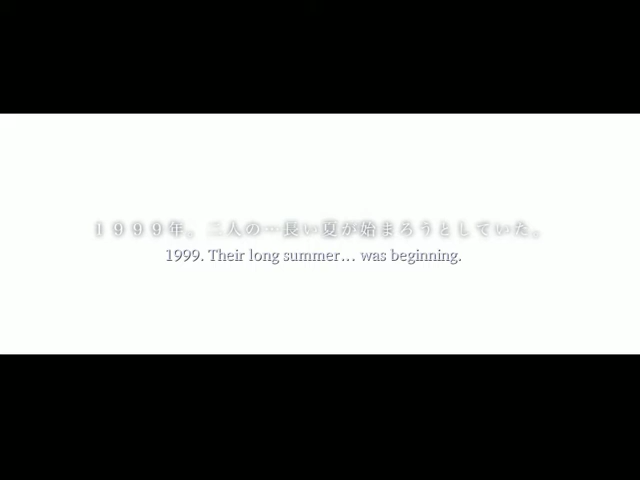 １９９９年。二人の…長い夏が始まろうとしていた。
1999. Their long summer… was beginning.